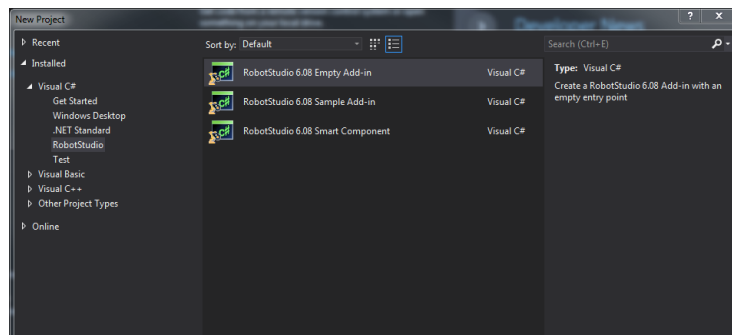 New Project
Developer News
? x
Recent
Sort by: Default
Search (Ctrl+E)
Installed
Visual C#
Get Started
Windows Desktop
.NET Standard
RobotStudio
Test
Visual Basic
Visual C++
Other Project Types
Online
RobotStudio 6.08 Empty Add-in Visual C#
RobotStudio 6.08 Sample Add-in Visual C#
RobotStudio 6.08 Smart Component Visual C#
Type: Visual C#
Create a RobotStudio 6.08 Add-in with an
empty entry point